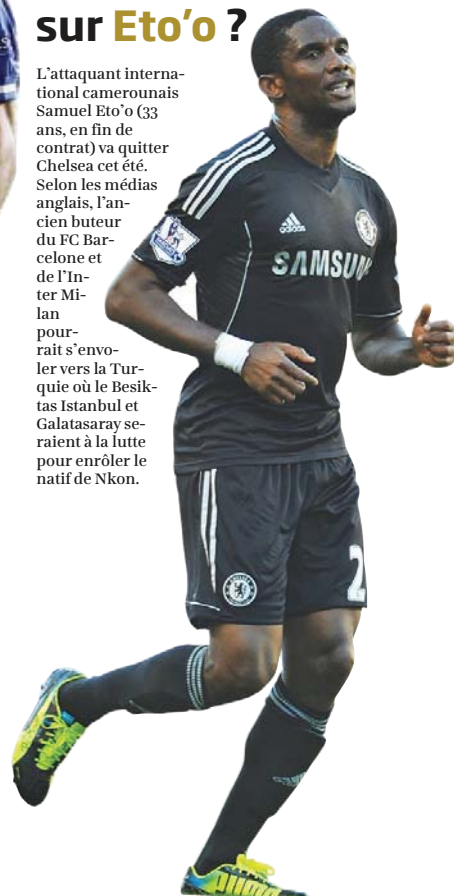 sur Eto’o ?
L’attaquant interna-
tional camerounais
Samuel Eto’o (33
ans, en fin de
contrat) va quitter
Chelsea cet été.
Selon les médias
anglais, l’an-
cien buteur
du FC Bar-
celone et
de l’In-
ter Mi-
lan
pour-
rait s’envo-
ler vers la Tur-
quie où le Besik-
tas Istanbul et
Galatasaray se-
raient à la lutte
pour enrôler le
natif de Nkon.
adidas
SAMSUN
2
PUMA